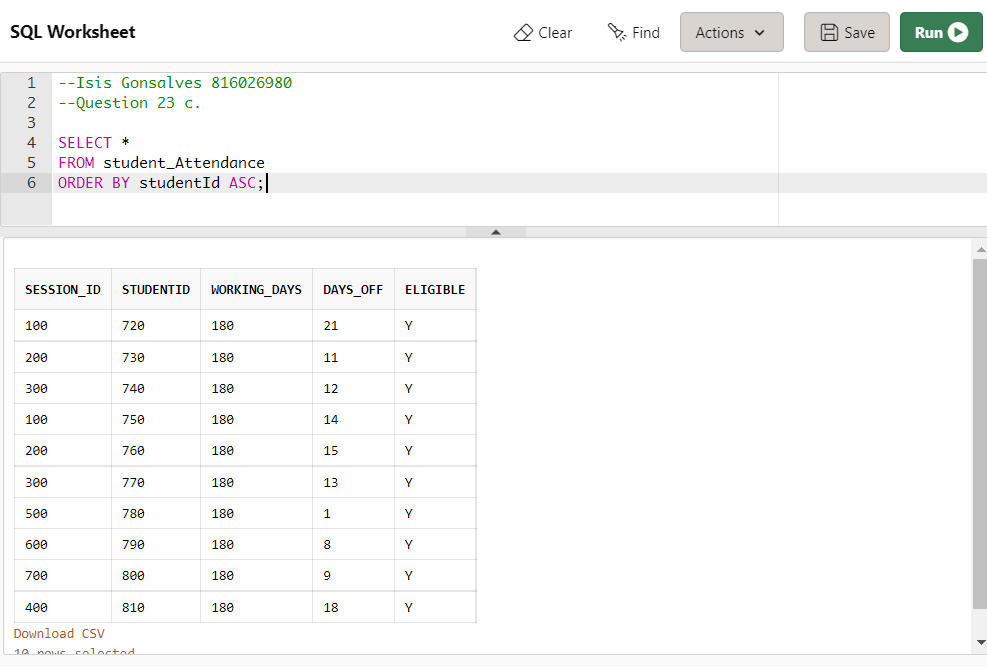 SQL Worksheet Clear Find Actions Save Run
1 --Isis Gonsalves 816026980
2 --Question 23 c.
3
4 SELECT *
5 FROM student_Attendance
6 ORDER BY studentId ASC;
SESSION_ID STUDENTID WORKING_DAYS DAYS_OFF ELIGIBLE
100 720 180 21 Y
200 730 180 11 Y
300 740 180 12 Y
100 750 180 14 Y
200 760 180 15 Y
300 770 180 13 Y
500 780 180 1 Y
600 790 180 8 Y
700 800 180 9 Y
400 810 180 18 Y
Download CSV
10 rows selected